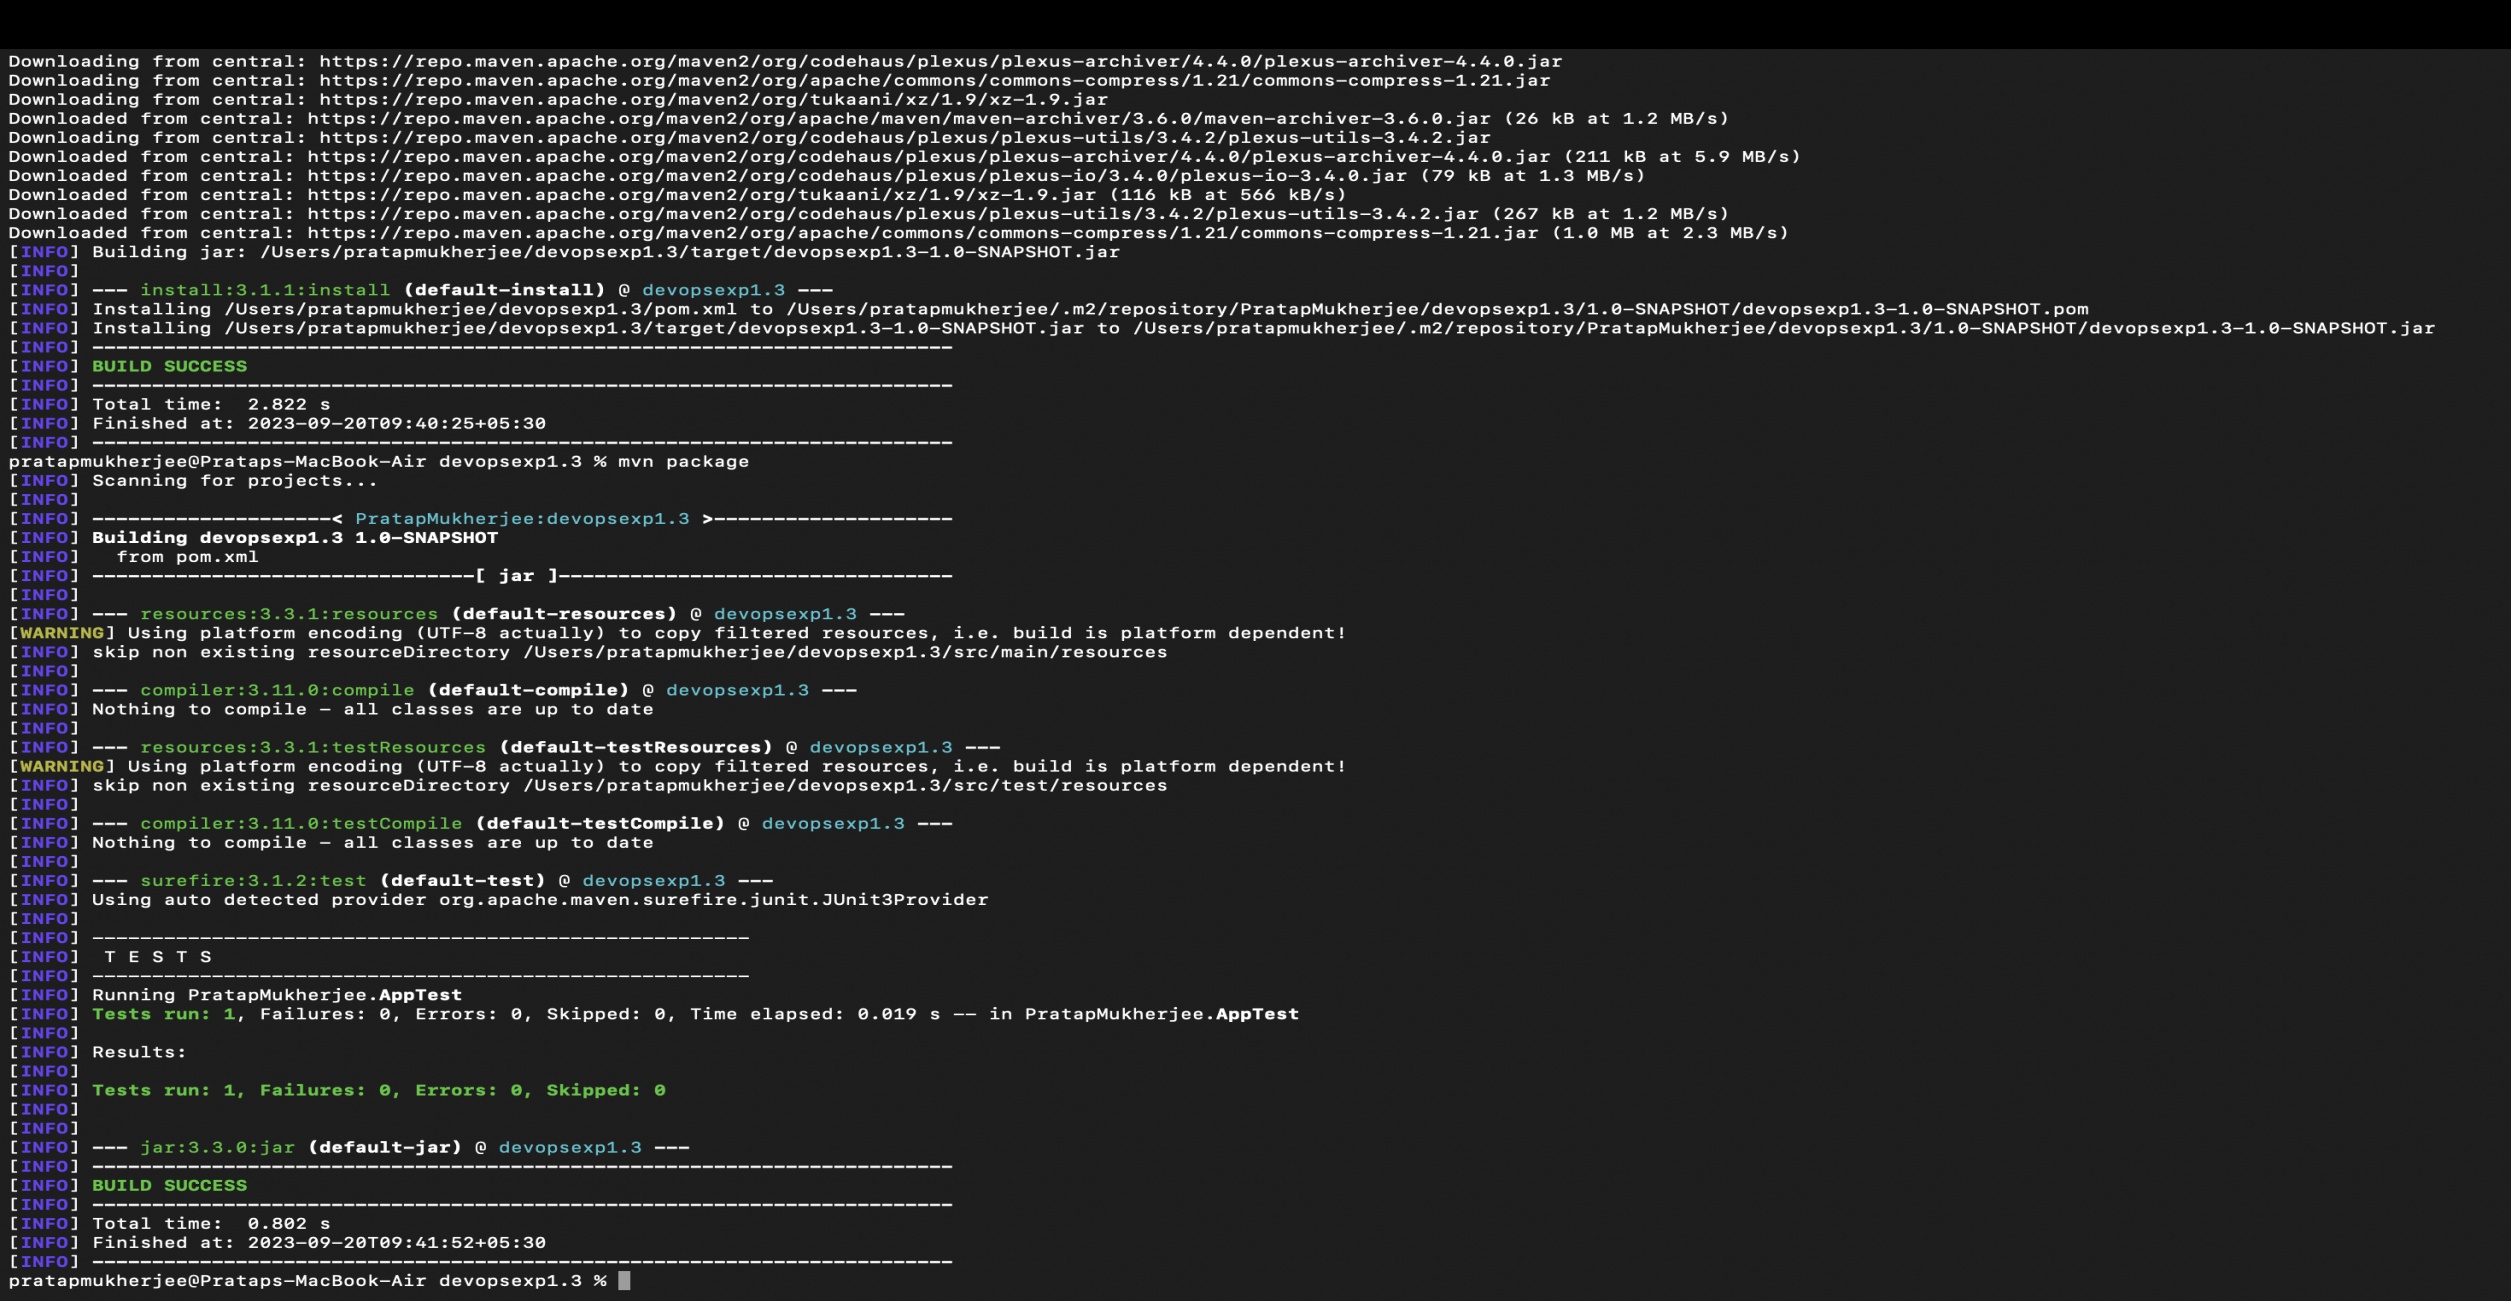 Downloading from central: https://repo.maven.apache.org/maven2/org/codehaus/plexus/plexus-archiver/4.4.0/plexus-archiver-4.4.0.jar
Downloading from central: https://repo.maven.apache.org/maven2/org/apache/commons/commons-compress/1.21/commons-compress-1.21.jar
Downloading from central: https://repo.maven.apache.org/maven2/org/tukaani/xz/1.9/xz-1.9.jar
Downloaded from central: https://repo.maven.apache.org/maven2/org/apache/maven/maven-archiver/3.6.0/maven-archiver-3.6.0.jar (26 kB at 1.2 MB/s)
Downloading from central: https://repo.maven.apache.org/maven2/org/codehaus/plexus/plexus-utils/3.4.2/plexus-utils-3.4.2.jar
Downloaded from central: https://repo.maven.apache.org/maven2/org/codehaus/plexus/plexus-archiver/4.4.0/plexus-archiver-4.4.0.jar (211 kB at 5.9 MB/s)
Downloaded from central: https://repo.maven.apache.org/maven2/org/codehaus/plexus/plexus-io/3.4.0/plexus-io-3.4.0.jar (79 kB at 1.3 MB/s)
Downloaded from central: https://repo.maven.apache.org/maven2/org/tukaani/xz/1.9/xz-1.9.jar (116 kB at 566 kB/s)
Downloaded from central: https://repo.maven.apache.org/maven2/org/codehaus/plexus/plexus-utils/3.4.2/plexus-utils-3.4.2.jar (267 kB at 1.2 MB/s)
Downloaded from central: https://repo.maven.apache.org/maven2/org/apache/commons/commons-compress/1.21/commons-compress-1.21.jar (1.0 MB at 2.3 MB/s)
[INFO] Building jar: /Users/pratapmukherjee/devopsexp1.3/target/devopsexp1.3-1.0-SNAPSHOT.jar
[INFO]
[INFO] --- install:3.1.1:install (default-install) @ devopsexp1.3 ---
[INFO] Installing /Users/pratapmukherjee/devopsexp1.3/pom.xml to /Users/pratapmukherjee/.m2/repository/PratapMukherjee/devopsexp1.3/1.0-SNAPSHOT/devopsexp1.3-1.0-SNAPSHOT.pom
[INFO] Installing /Users/pratapmukherjee/devopsexp1.3/target/devopsexp1.3-1.0-SNAPSHOT.jar to /Users/pratapmukherjee/.m2/repository/PratapMukherjee/devopsexp1.3/1.0-SNAPSHOT/devopsexp1.3-1.0-SNAPSHOT.jar
[INFO] ------------------------------------------------------------------------
[INFO] BUILD SUCCESS
[INFO] ------------------------------------------------------------------------
[INFO] Total time:  2.822 s
[INFO] Finished at: 2023-09-20T09:40:25+05:30
[INFO] ------------------------------------------------------------------------
pratapmukherjee@Prataps-MacBook-Air devopsexp1.3 % mvn package
[INFO] Scanning for projects...
[INFO]
[INFO] --------------------< PratapMukherjee:devopsexp1.3 >--------------------
[INFO] Building devopsexp1.3 1.0-SNAPSHOT
[INFO]   from pom.xml
[INFO] --------------------------------[ jar ]---------------------------------
[INFO]
[INFO] --- resources:3.3.1:resources (default-resources) @ devopsexp1.3 ---
[WARNING] Using platform encoding (UTF-8 actually) to copy filtered resources, i.e. build is platform dependent!
[INFO] skip non existing resourceDirectory /Users/pratapmukherjee/devopsexp1.3/src/main/resources
[INFO]
[INFO] --- compiler:3.11.0:compile (default-compile) @ devopsexp1.3 ---
[INFO] Nothing to compile - all classes are up to date
[INFO]
[INFO] --- resources:3.3.1:testResources (default-testResources) @ devopsexp1.3 ---
[WARNING] Using platform encoding (UTF-8 actually) to copy filtered resources, i.e. build is platform dependent!
[INFO] skip non existing resourceDirectory /Users/pratapmukherjee/devopsexp1.3/src/test/resources
[INFO]
[INFO] --- compiler:3.11.0:testCompile (default-testCompile) @ devopsexp1.3 ---
[INFO] Nothing to compile - all classes are up to date
[INFO]
[INFO] --- surefire:3.1.2:test (default-test) @ devopsexp1.3 ---
[INFO] Using auto detected provider org.apache.maven.surefire.junit.JUnit3Provider
[INFO]
[INFO] -------------------------------------------------------
[INFO]  T E S T S
[INFO] -------------------------------------------------------
[INFO] Running PratapMukherjee.AppTest
[INFO] Tests run: 1, Failures: 0, Errors: 0, Skipped: 0, Time elapsed: 0.019 s -- in PratapMukherjee.AppTest
[INFO]
[INFO] Results:
[INFO]
[INFO] Tests run: 1, Failures: 0, Errors: 0, Skipped: 0
[INFO]
[INFO]
[INFO] --- jar:3.3.0:jar (default-jar) @ devopsexp1.3 ---
[INFO] ------------------------------------------------------------------------
[INFO] BUILD SUCCESS
[INFO] ------------------------------------------------------------------------
[INFO] Total time:  0.802 s
[INFO] Finished at: 2023-09-20T09:41:52+05:30
[INFO] ------------------------------------------------------------------------
pratapmukherjee@Prataps-MacBook-Air devopsexp1.3 %